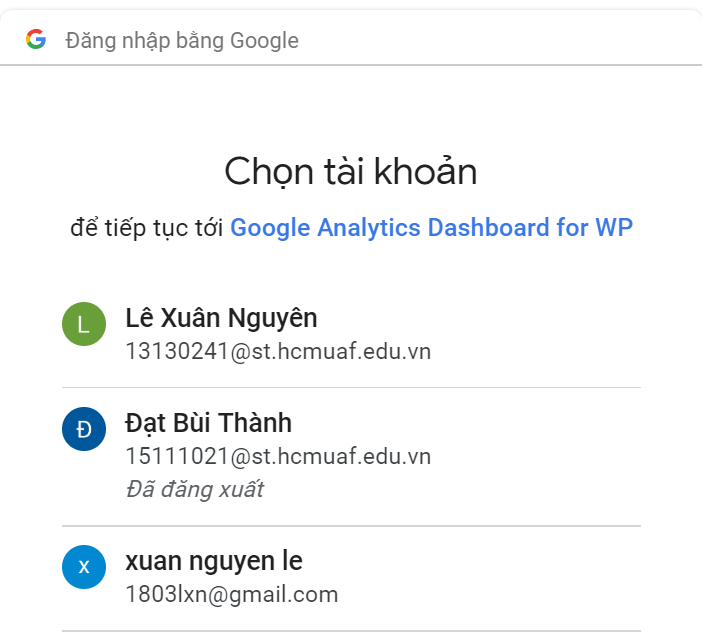 Đăng nhập bằng Google
Chọn tài khoản
để tiếp tục tới Google Analytics Dashboard for WP
L
Lê Xuân Nguyên
13130241@st.hcmuaf.edu.vn
Đ
Đạt Bùi Thành
15111021@st.hcmuaf.edu.vn
Đã đăng xuất
x
xuan nguyen le
1803lxn@gmail.com